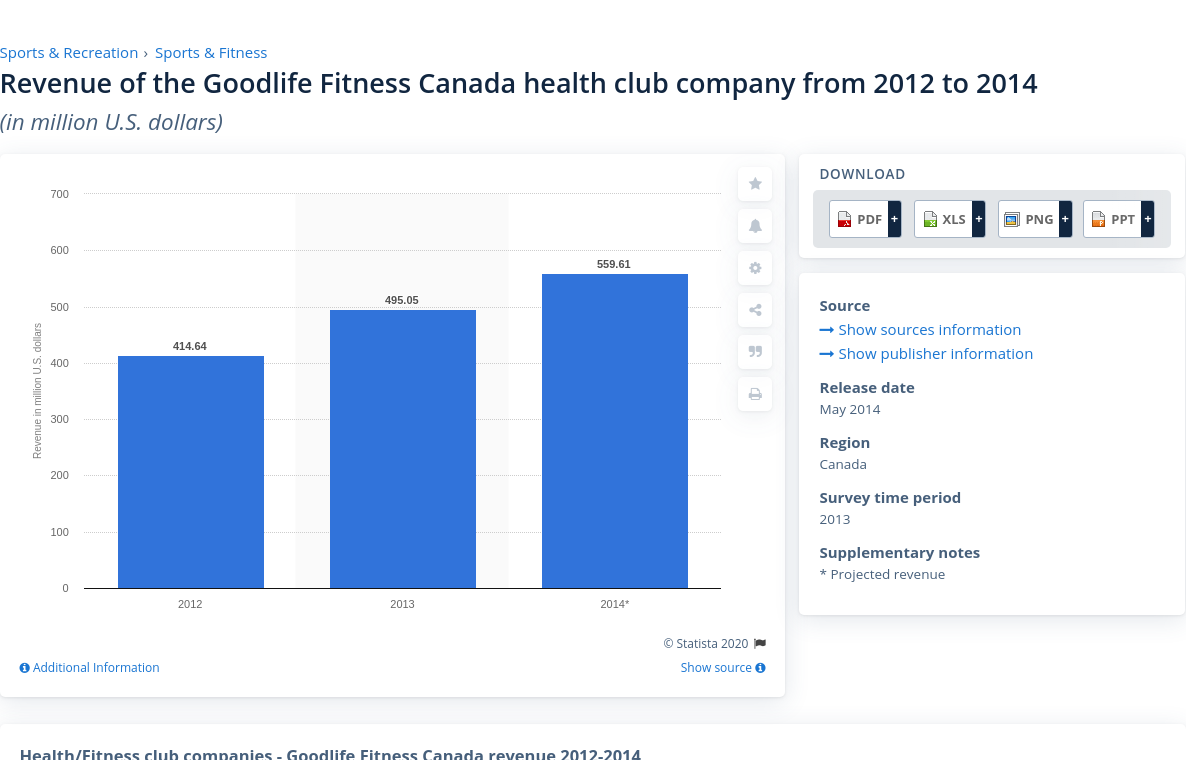 Sports & Recreation › Sports & Fitness
Revenue of the Goodlife Fitness Canada health club company from 2012 to 2014
(in million U.S. dollars)
700
600
500
400
300
200
100
0
Revenue in million U.S. dollars
414.64
495.05
559.61
2012
2013
2014*
© Statista 2020
Additional Information
Show source
DOWNLOAD
PDF +
XLS +
PNG +
PPT +
Source
Show sources information
Show publisher information
Release date
May 2014
Region
Canada
Survey time period
2013
Supplementary notes
* Projected revenue
Health/Fitness club companies - Goodlife Fitness Canada revenue 2012-2014